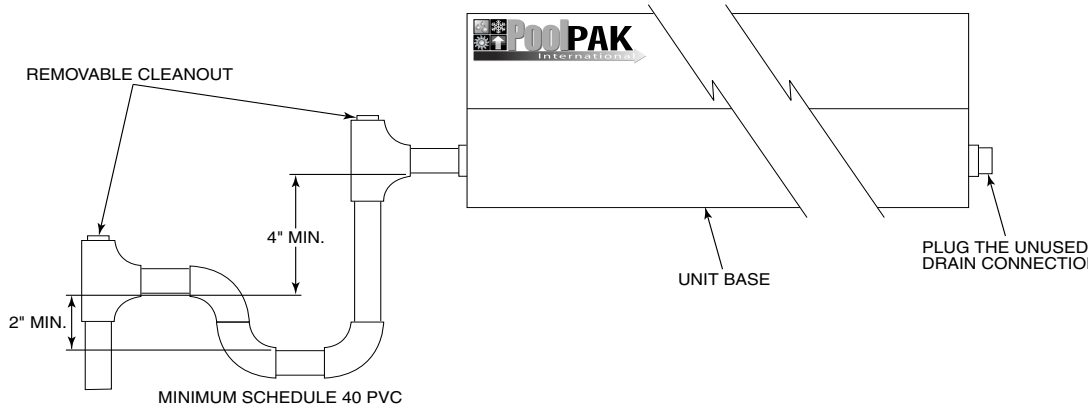 PoolPAK
International
REMOVABLE CLEANOUT
4" MIN.
2" MIN.
UNIT BASE
PLUG THE UNUSED
DRAIN CONNECTION
MINIMUM SCHEDULE 40 PVC